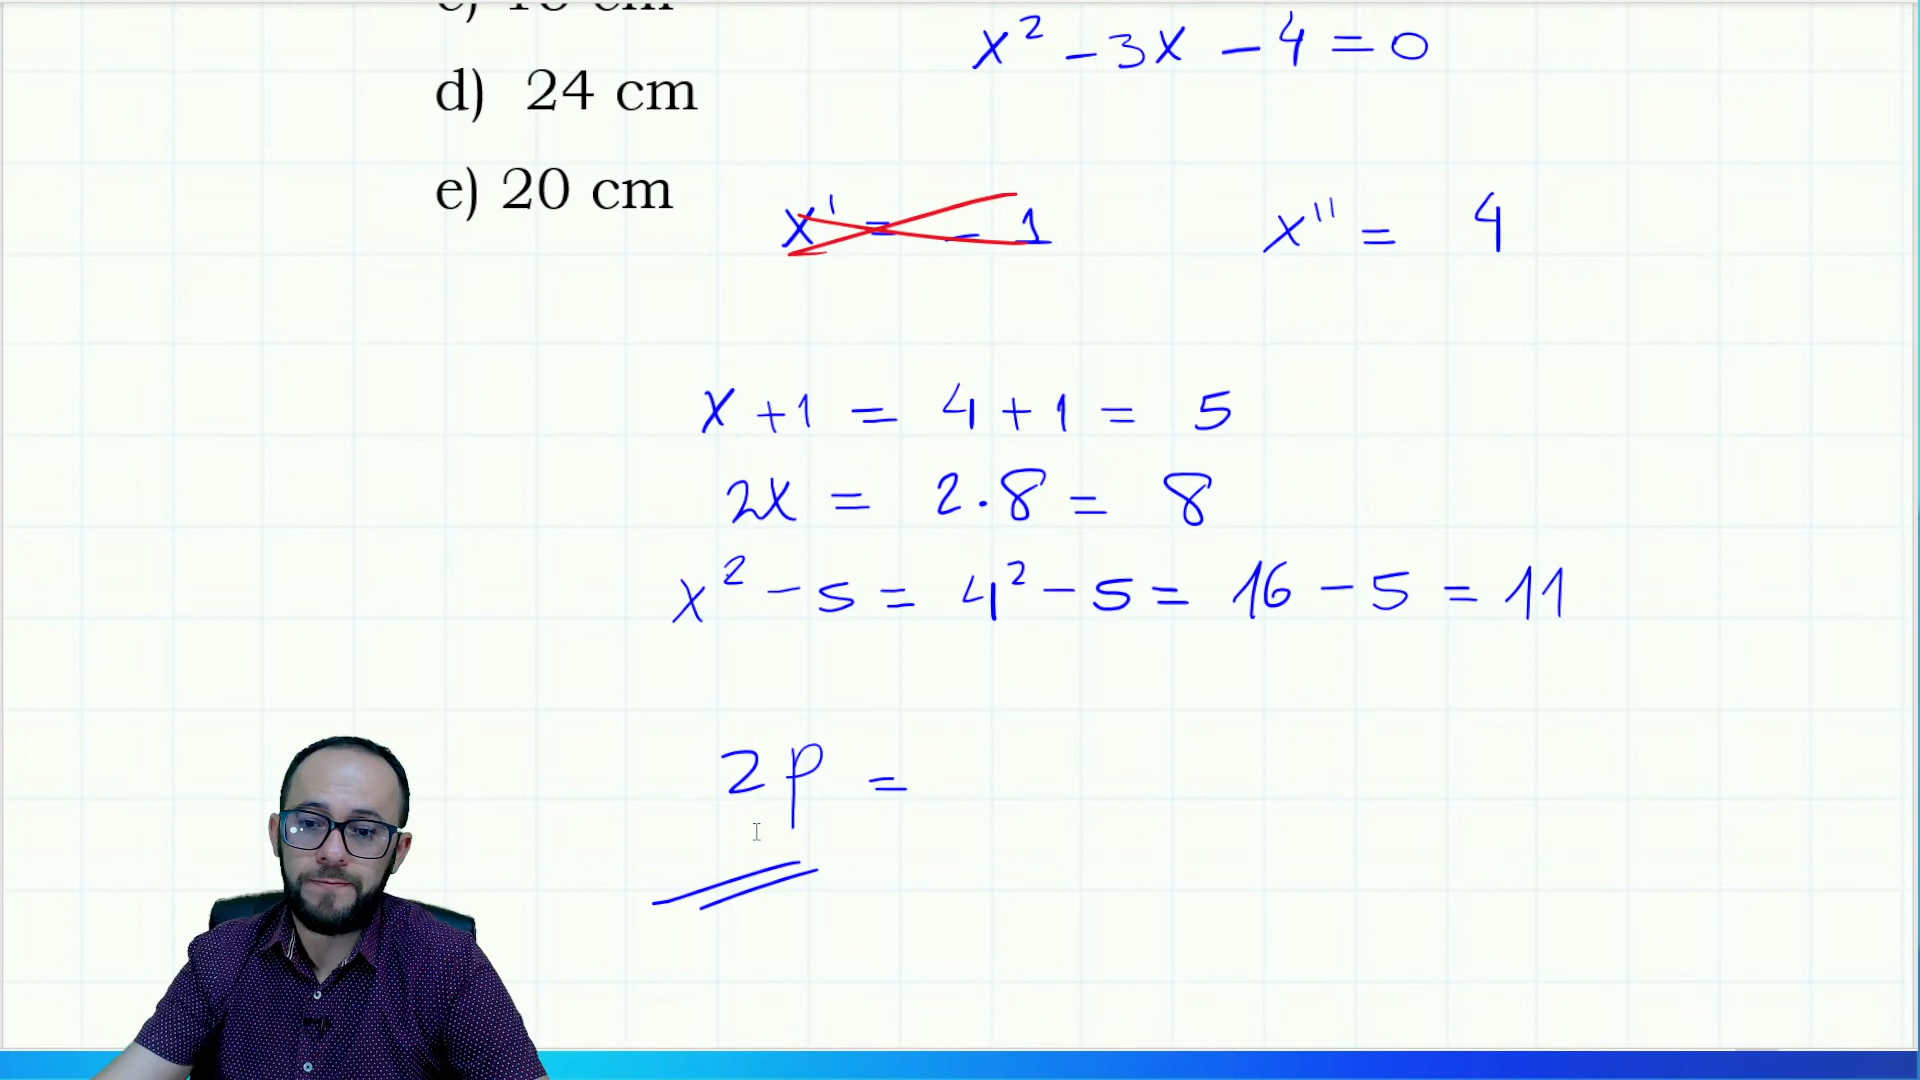 d) 24 cm
e) 20 cm
x² - 3x - 4 = 0
x' = - 1
x'' = 4
x + 1 = 4 + 1 = 5
2x = 2 . 8 = 8
x² - 5 = 4² - 5 = 16 - 5 = 11
2p =